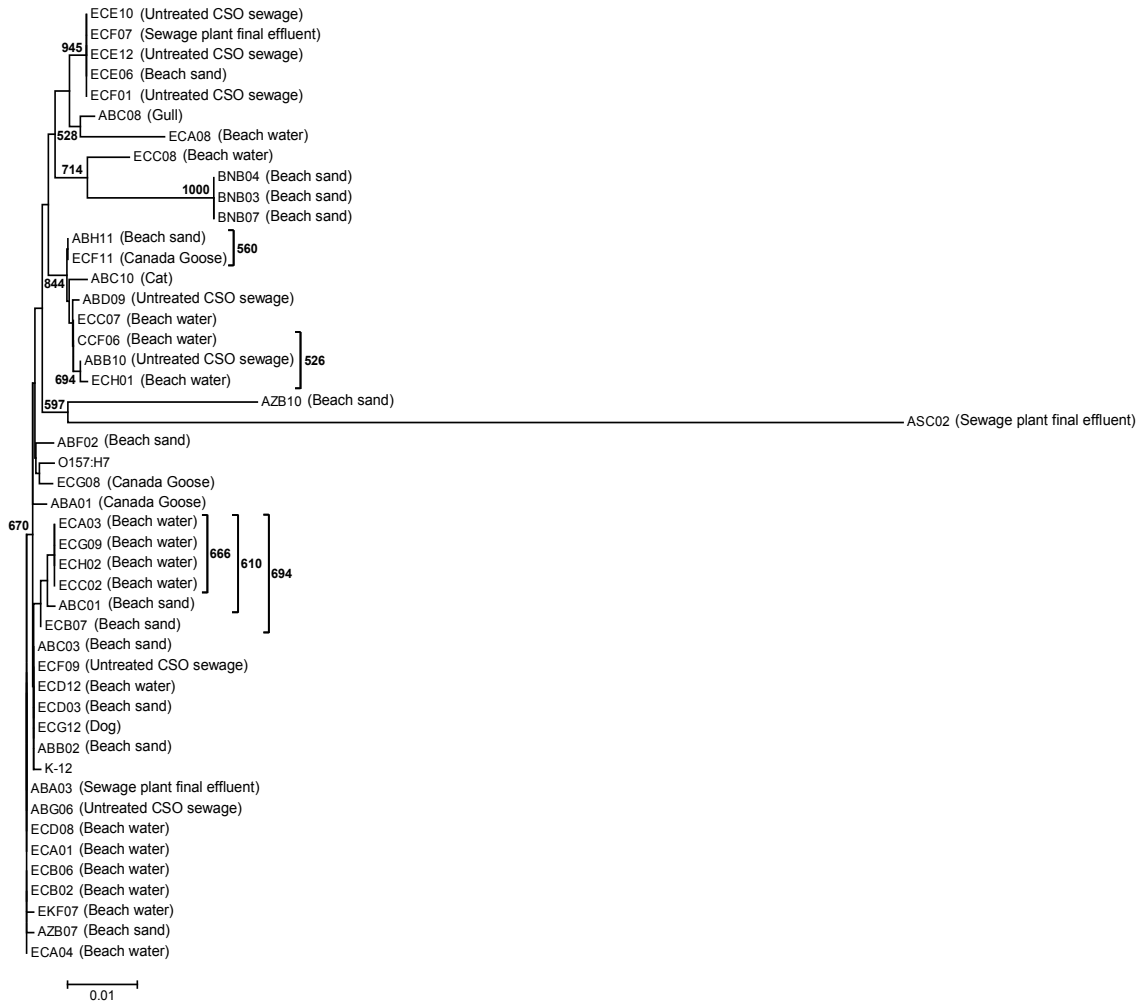 ECE10 (Untreated CSO sewage)
ECF07 (Sewage plant final effluent)
945
ECE12 (Untreated CSO sewage)
ECE06 (Beach sand)
ECF01 (Untreated CSO sewage)
ABC08 (Gull)
528
ECA08 (Beach water)
ECC08 (Beach water)
714
BNB04 (Beach sand)
1000
BNB03 (Beach sand)
BNB07 (Beach sand)
ABH11 (Beach sand)
560
ECF11 (Canada Goose)
844
ABC10 (Cat)
ABD09 (Untreated CSO sewage)
ECC07 (Beach water)
CCF06 (Beach water)
ABB10 (Untreated CSO sewage)
526
694
ECH01 (Beach water)
AZB10 (Beach sand)
597
ASC02 (Sewage plant final effluent)
ABF02 (Beach sand)
O157:H7
ECG08 (Canada Goose)
ABA01 (Canada Goose)
670
ECA03 (Beach water)
ECG09 (Beach water)
666
610
694
ECH02 (Beach water)
ECC02 (Beach water)
ABC01 (Beach sand)
ECB07 (Beach sand)
ABC03 (Beach sand)
ECF09 (Untreated CSO sewage)
ECD12 (Beach water)
ECD03 (Beach sand)
ECG12 (Dog)
ABB02 (Beach sand)
K-12
ABA03 (Sewage plant final effluent)
ABG06 (Untreated CSO sewage)
ECD08 (Beach water)
ECA01 (Beach water)
ECB06 (Beach water)
ECB02 (Beach water)
EKF07 (Beach water)
AZB07 (Beach sand)
ECA04 (Beach water)
0.01